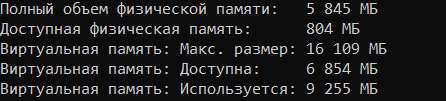 Полный объем физической памяти: 5 845 МБ
Доступная физическая память: 804 МБ
Виртуальная память: Макс. размер: 16 109 МБ
Виртуальная память: Доступна: 6 854 МБ
Виртуальная память: Используется: 9 255 МБ